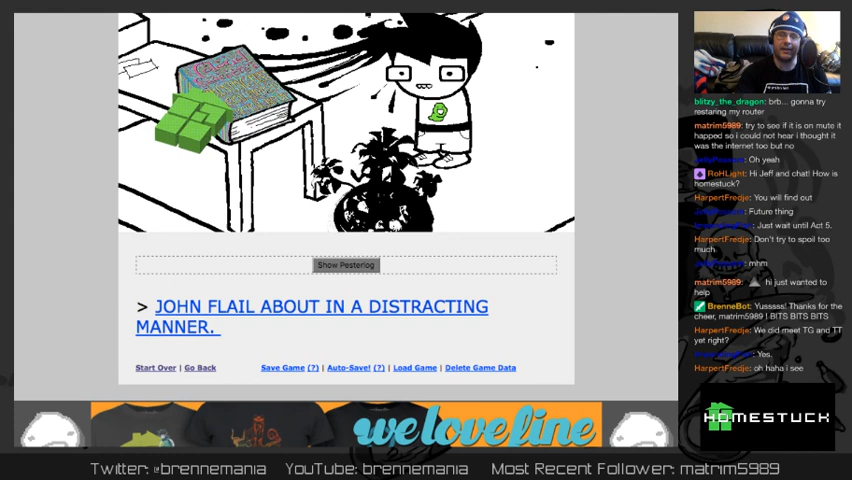 Show Pesterlog
> JOHN FLAIL ABOUT IN A DISTRACTING
MANNER.
Start Over | Go Back
Save Game (?) | Auto-Save! (?) | Load Game | Delete Game Data
welovefine
blitzy_the_dragon: brb... gonna try
restaring my router
matrim5989: try to see if it is on mute it
happed so i could not hear i thought it
was the internet too but no
Oh yeah
RoHLight: Hi Jeff and chat! How is
homestuck?
HarpertFredje: You will find out
Future thing
Just wait until Act 5.
HarpertFredje: Don't try to spoil too
much.
mhm
matrim5989: hi just wanted to
help
BrenneBot: Yusssss! Thanks for the
cheer, matrim5989 ! BITS BITS BITS
HarpertFredje: We did meet TG and TT
yet right?
Yes.
HarpertFredje: oh haha i see
HOMESTUCK
Twitter: @brennemania YouTube: brennemania Most Recent Follower: matrim5989